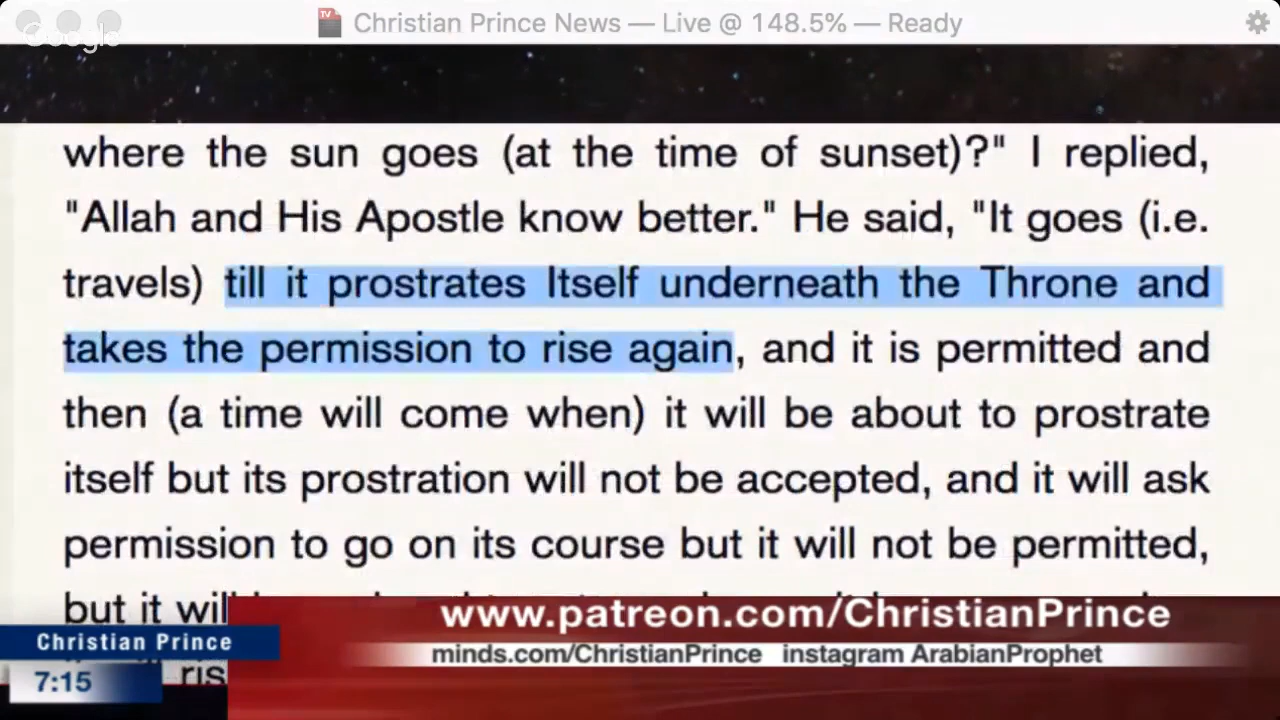 Christian Prince News — Live @ 148.5% — Ready
Google
where the sun goes (at the time of sunset)?" I replied,
"Allah and His Apostle know better." He said, "It goes (i.e.
travels) till it prostrates Itself underneath the Throne and
takes the permission to rise again, and it is permitted and
then (a time will come when) it will be about to prostrate
itself but its prostration will not be accepted, and it will ask
permission to go on its course but it will not be permitted,
but it will
www.patreon.com/ChristianPrince
Christian Prince
minds.com/ChristianPrince instagram ArabianProphet
7:15